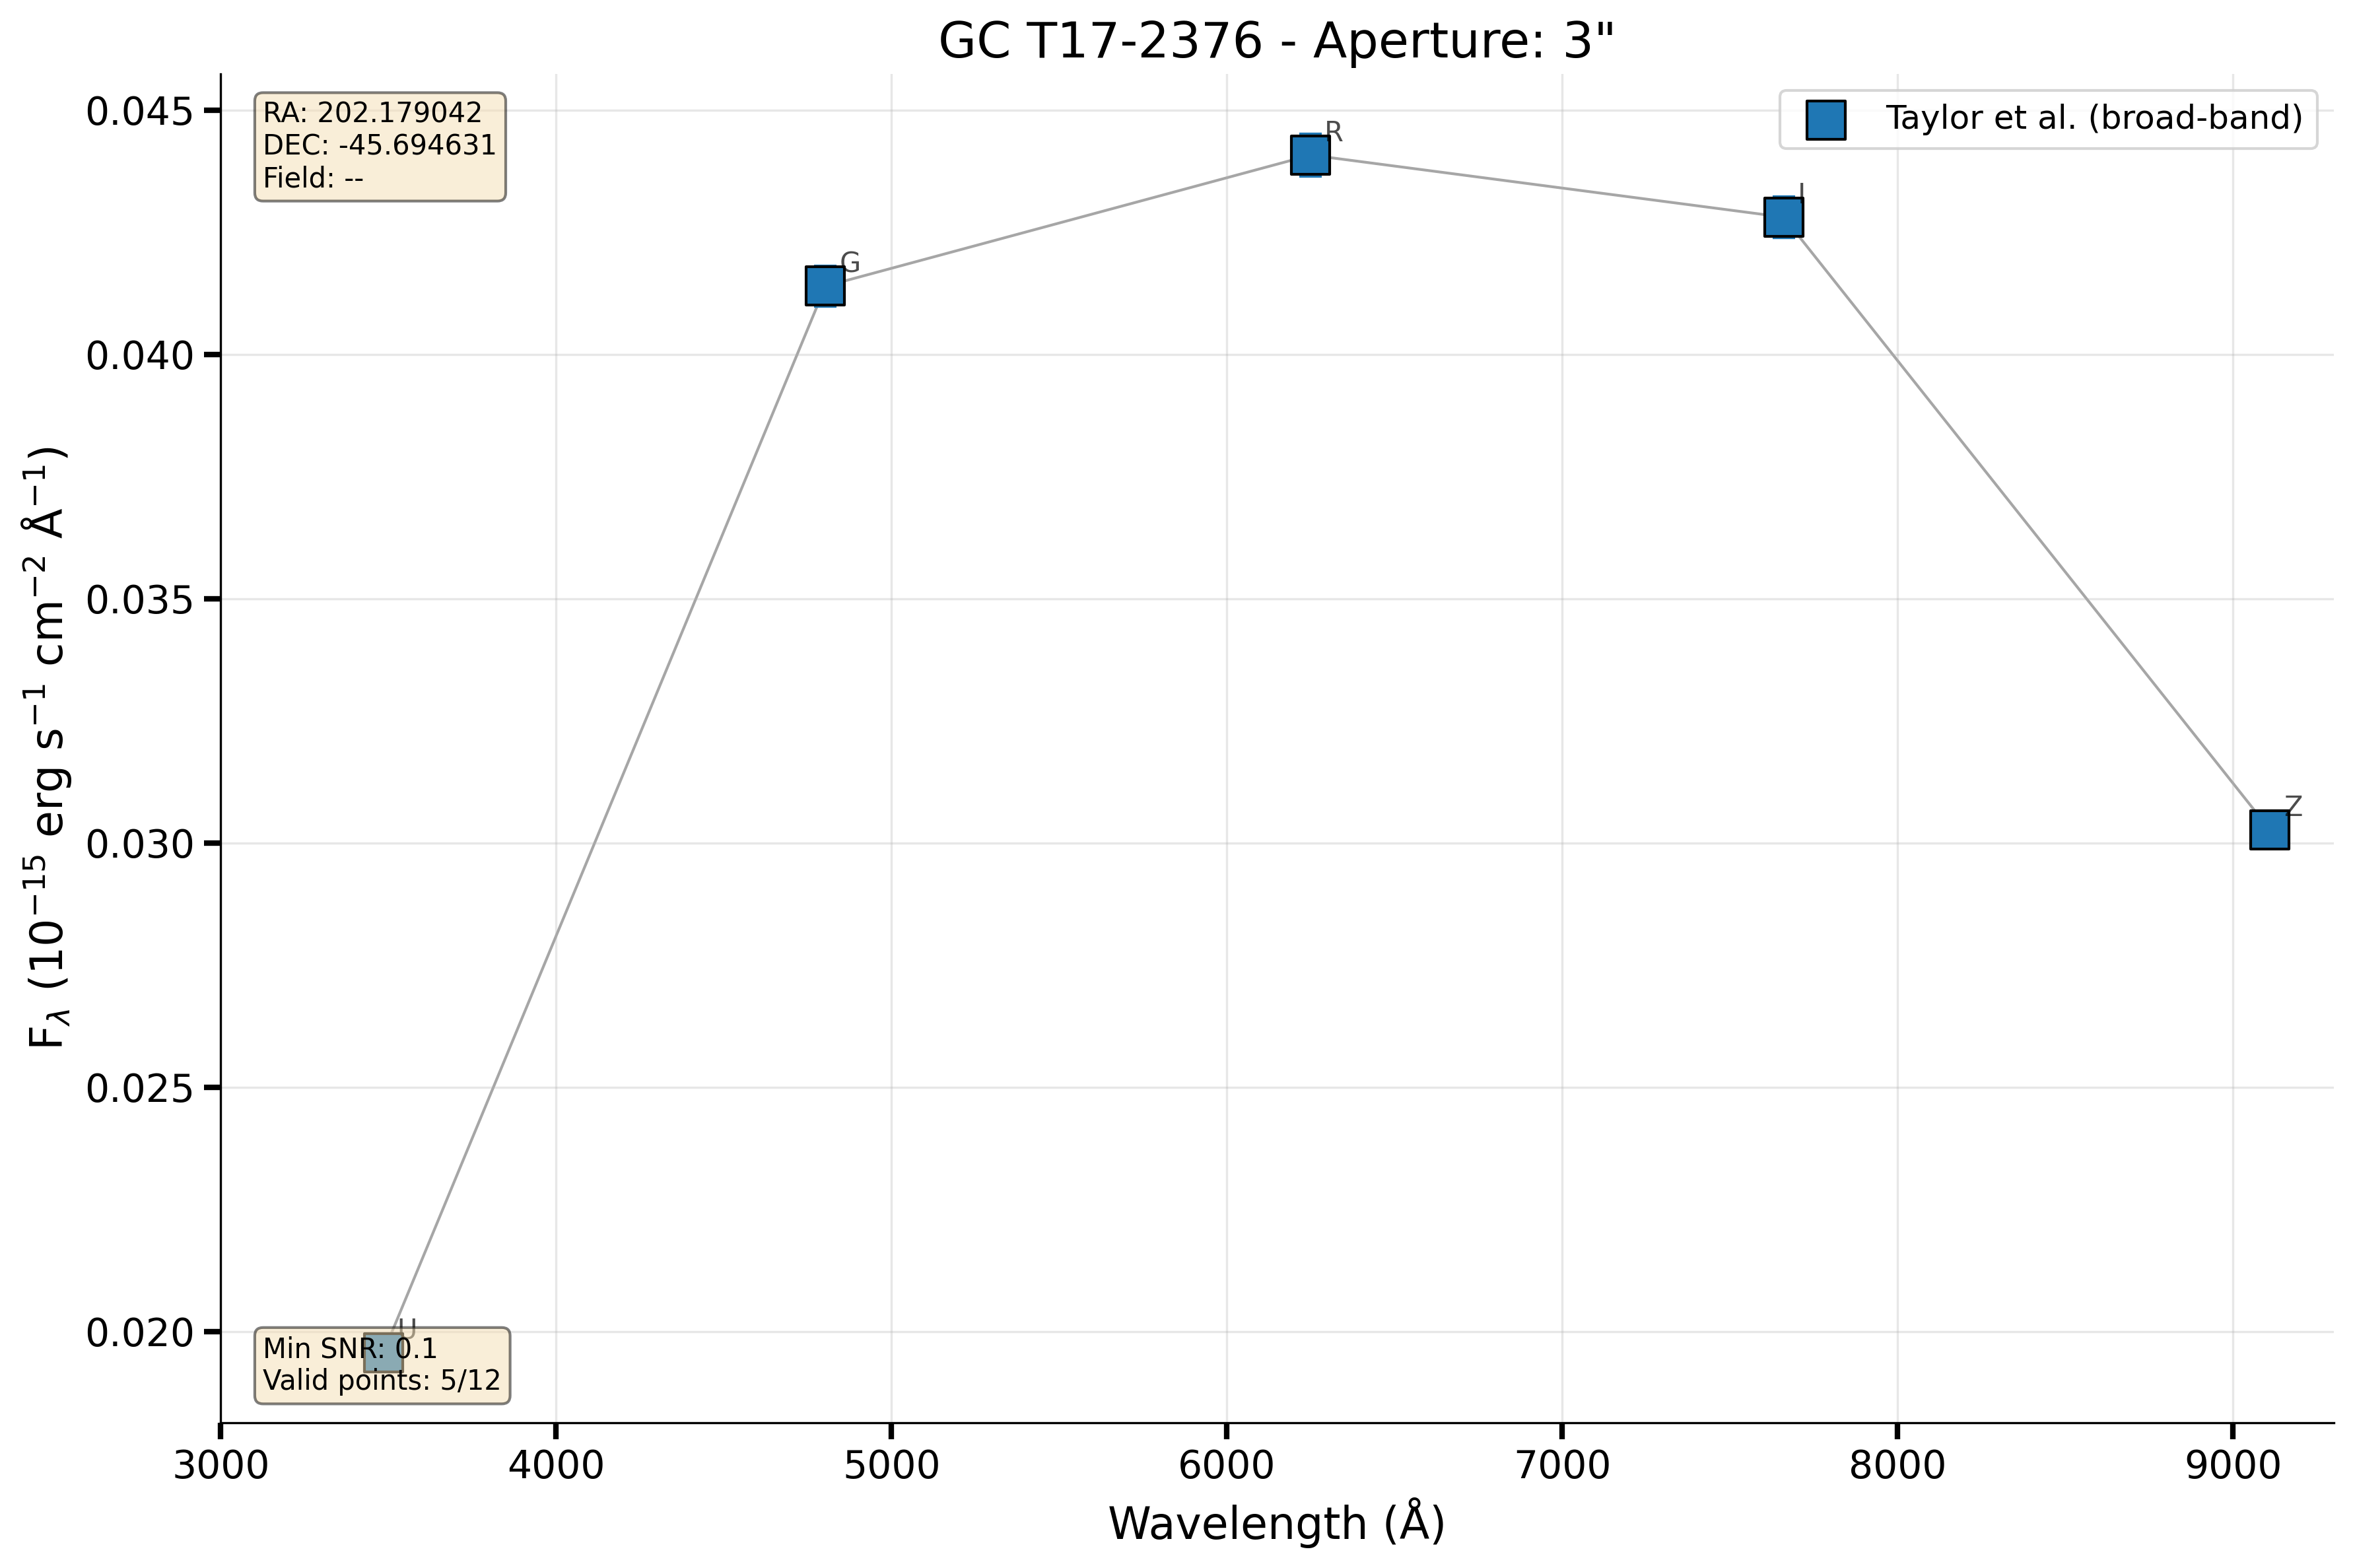 GC T17-2376 - Aperture: 3"
RA: 202.179042
DEC: -45.694631
Field: --
Taylor et al. (broad-band)
U
G
R
I
Z
Min SNR: 0.1
Valid points: 5/12
0.045
0.040
0.035
0.030
0.025
0.020
F_λ (10⁻¹⁵ erg s⁻¹ cm⁻² Å⁻¹)
3000 4000 5000 6000 7000 8000 9000
Wavelength (Å)